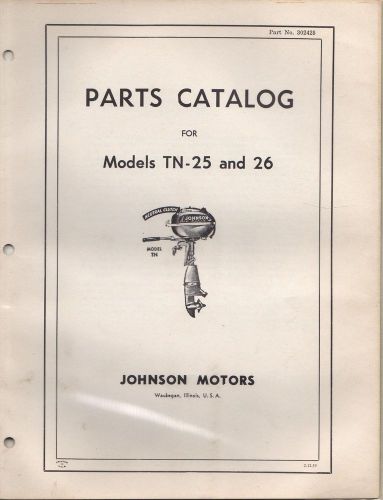 Part No. 302425
PARTS CATALOG
FOR
Models TN-25 and 26
NEUTRAL CLUTCH
JOHNSON
MODEL
TN
JOHNSON MOTORS
Waukegan, Illinois, U.S.A.